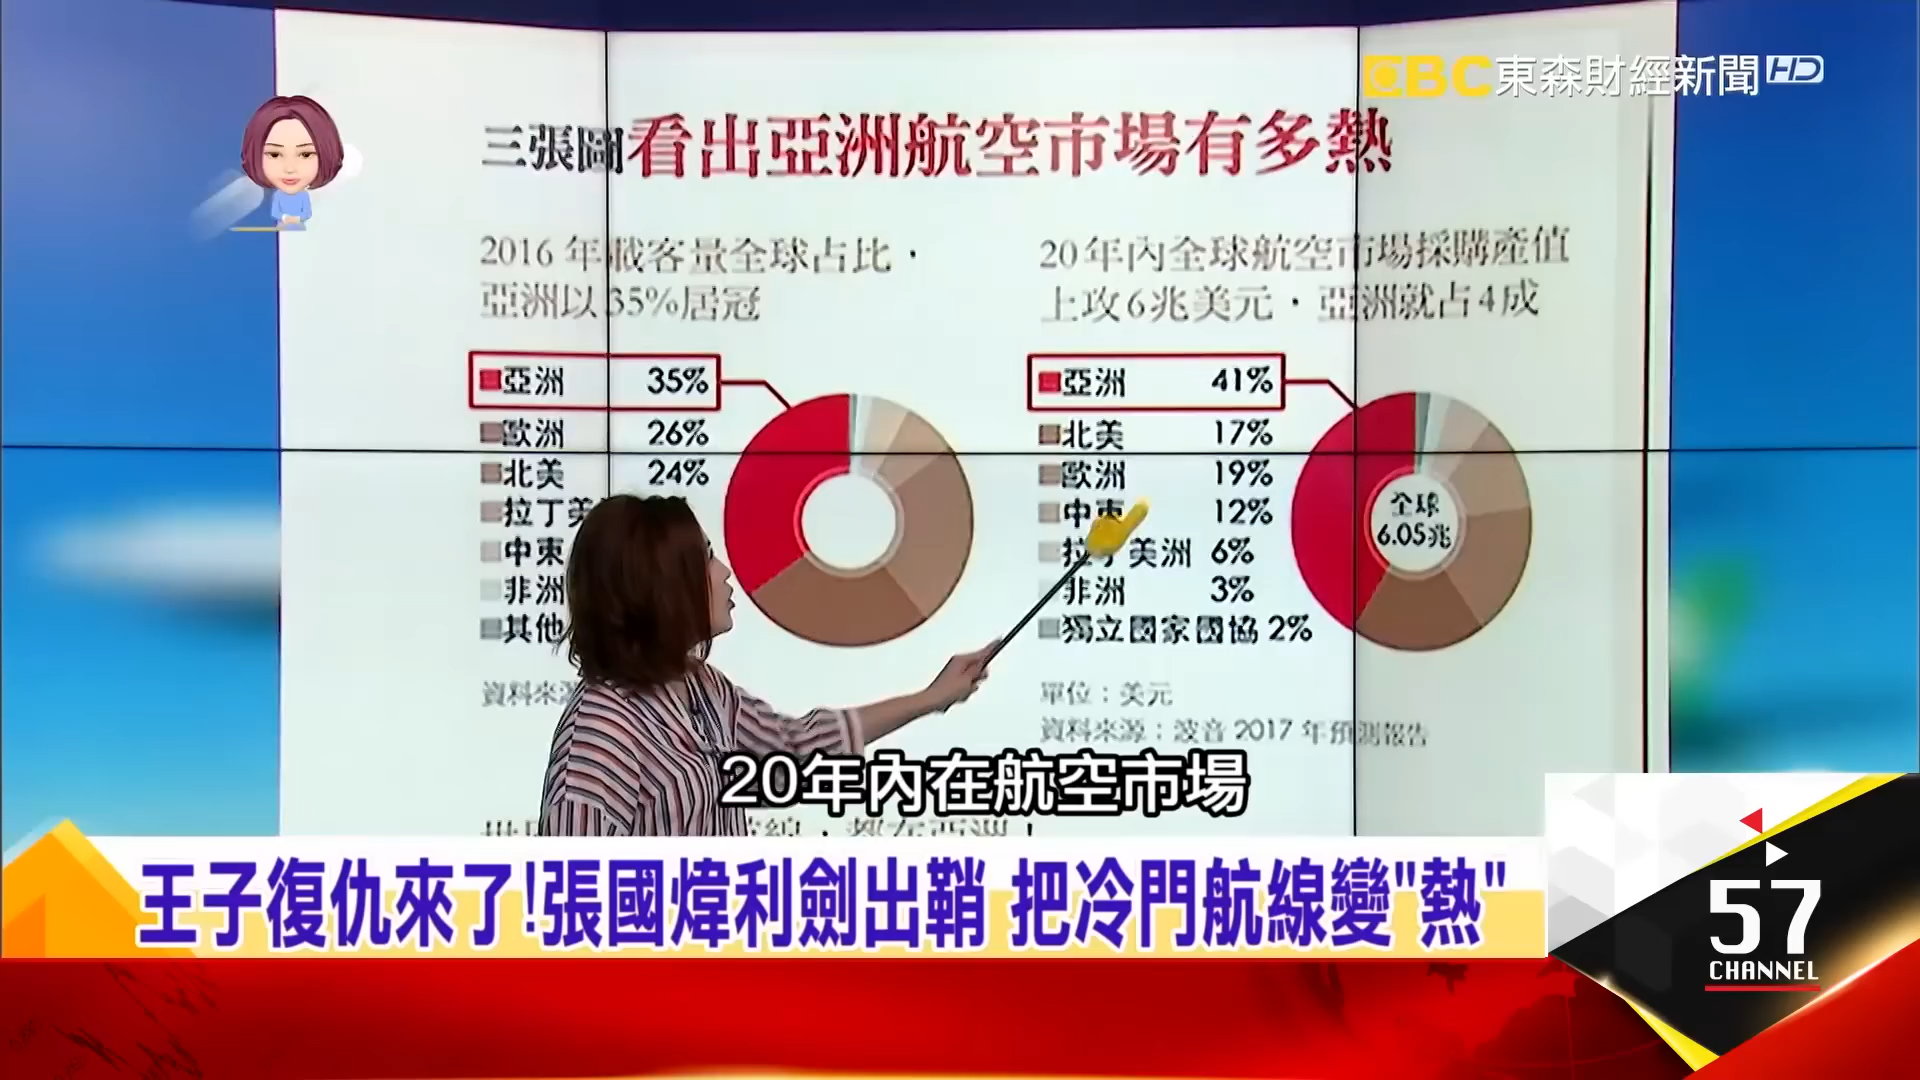 EBC東森財經新聞HD
三張圖看出亞洲航空市場有多熱
2016年載客量全球占比，
亞洲以35%居冠
亞洲 35%
歐洲 26%
北美 24%
拉丁美
中東
非洲
其他
資料來源
20年內全球航空市場採購產值
上攻6兆美元，亞洲就占4成
亞洲 41%
北美 17%
歐洲 19%
中東 12%
拉丁美洲 6%
非洲 3%
獨立國家國協 2%
全球
6.05兆
單位：美元
資料來源：波音2017年預測報告
20年內在航空市場
王子復仇來了!張國煒利劍出鞘 把冷門航線變"熱"
57
CHANNEL